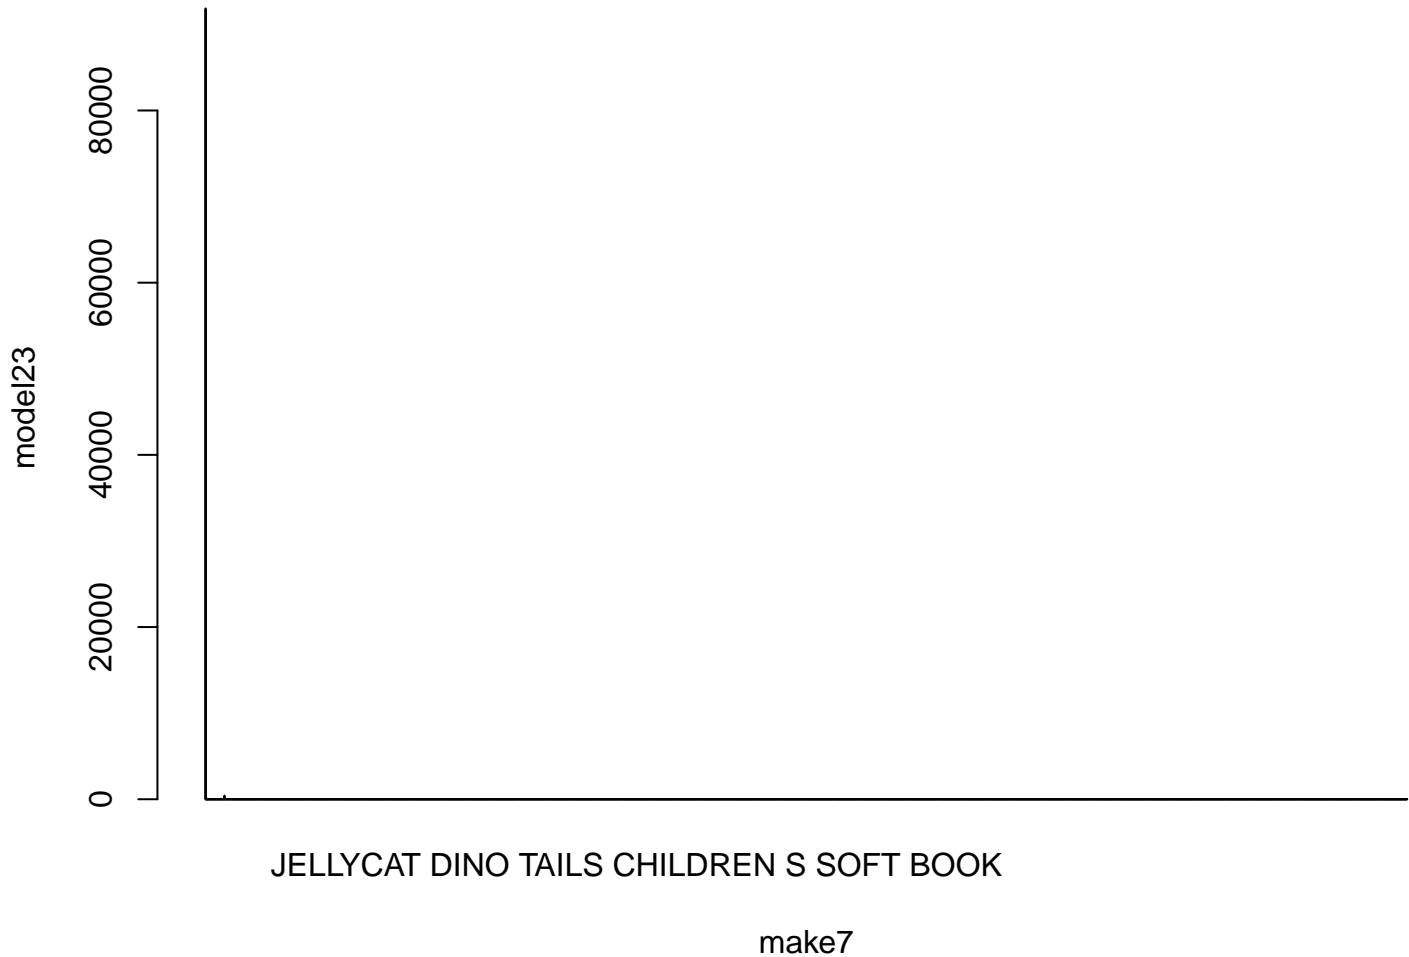 80000
60000
40000
20000
0
model23
JELLYCAT DINO TAILS CHILDREN S SOFT BOOK
make7